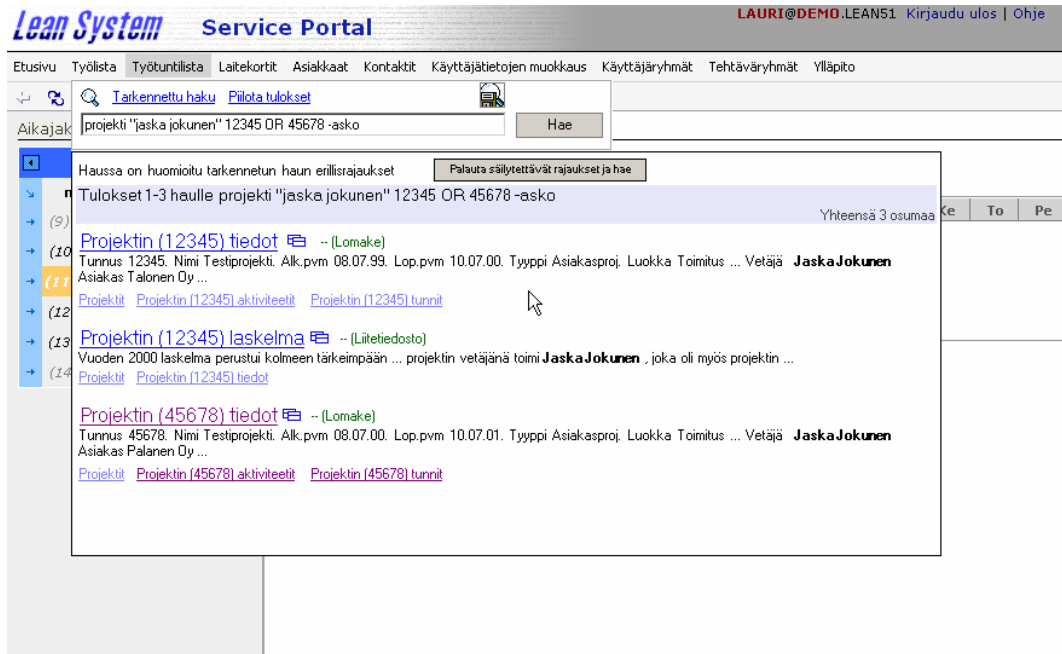 Lean System Service Portal
LAURI@DEMO.LEAN51 Kirjaudu ulos | Ohje
Etusivu Työlista Työtuntilista Laitekortit Asiakkaat Kontaktit Käyttäjätietojen muokkaus Käyttäjäryhmät Tehtäväryhmät Ylläpito
Tarkennettu haku Piilota tulokset
Aikajak
projekti "jaska jokunen" 12345 OR 45678 -asko Hae
Haussa on huomioitu tarkennetun haun erillisrajaukset Palauta säilytettävät rajaukset ja hae
Tulokset 1-3 haulle projekti "jaska jokunen" 12345 OR 45678 -asko
Yhteensä 3 osumaa
Ke To Pe
(9)
(10
(11
(12
(13
(14
Projektin (12345) tiedot -- (Lomake)
Tunnus 12345. Nimi Testiprojekti. Alk.pvm 08.07.99. Lop.pvm 10.07.00. Tyyppi Asiakasproj. Luokka Toimitus ... Vetäjä Jaska Jokunen
Asiakas Talonen Oy ...
Projektit Projektin (12345) aktiviteetit Projektin (12345) tunnit
Projektin (12345) laskelma -- (Liitetiedosto)
Vuoden 2000 laskelma perustui kolmeen tärkeimpään ... projektin vetäjänä toimi Jaska Jokunen , joka oli myös projektin ...
Projektit Projektin (12345) tiedot
Projektin (45678) tiedot -- (Lomake)
Tunnus 45678. Nimi Testiprojekti. Alk.pvm 08.07.00. Lop.pvm 10.07.01. Tyyppi Asiakasproj. Luokka Toimitus ... Vetäjä Jaska Jokunen
Asiakas Palanen Oy ...
Projektit Projektin (45678) aktiviteetit Projektin (45678) tunnit